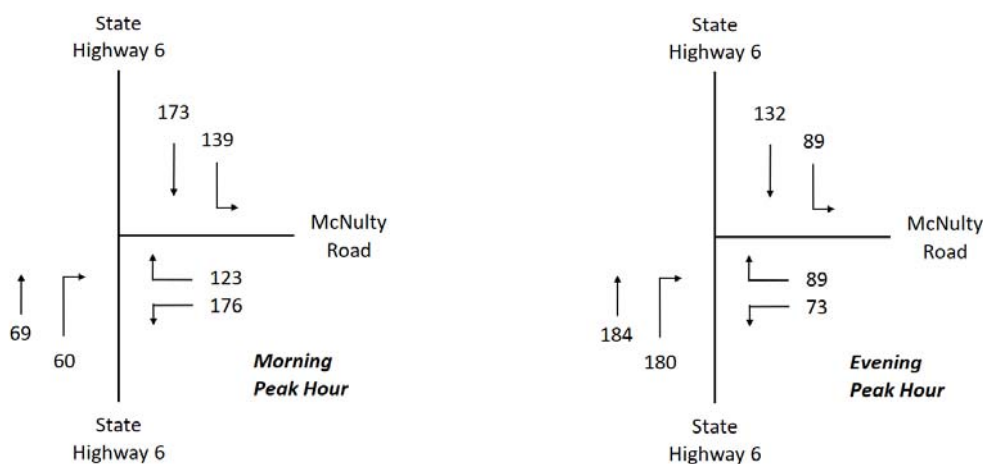 State
Highway 6
173
139
McNulty
Road
123
176
69
60
Morning
Peak Hour
State
Highway 6
State
Highway 6
132
89
McNulty
Road
89
73
184
180
Evening
Peak Hour
State
Highway 6